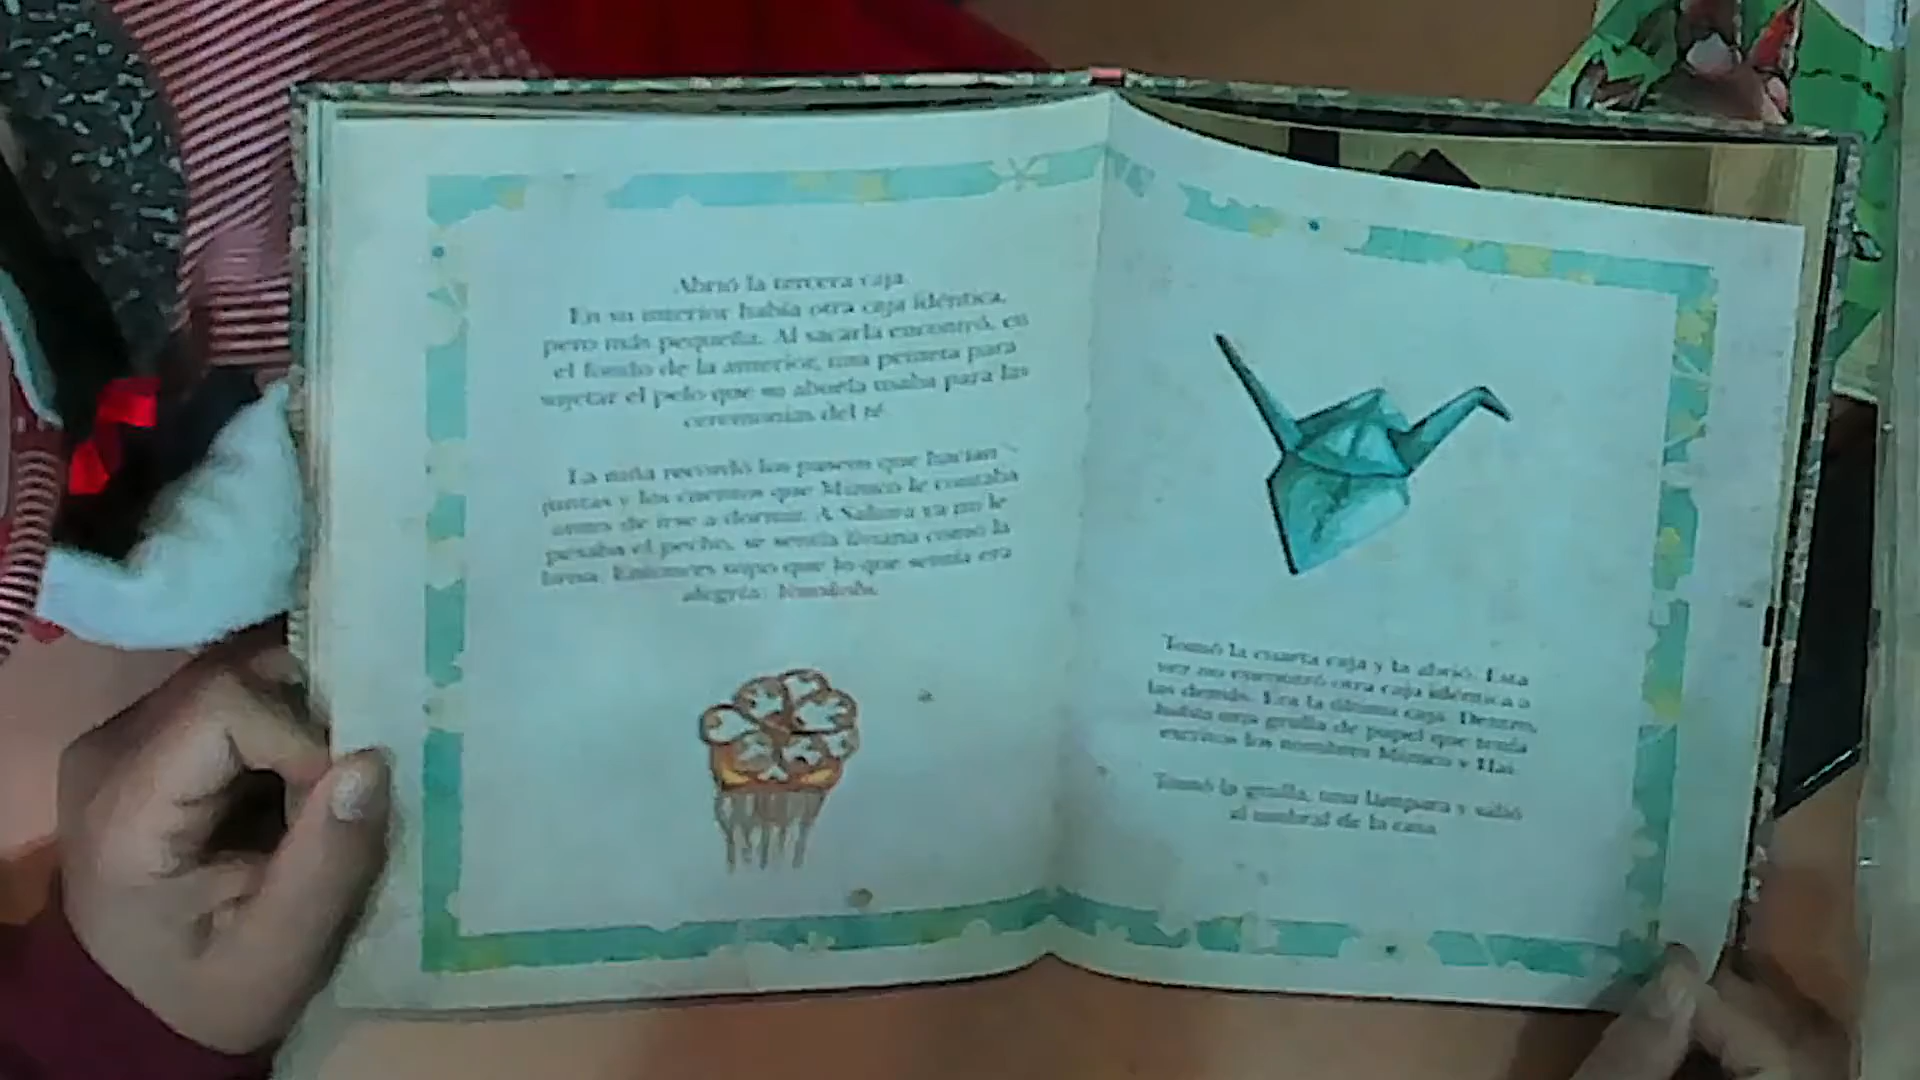 Abrió la tercera caja.
En su interior había otra caja idéntica,
pero más pequeña. Al sacarla encontró, en
el fondo de la anterior, una peineta para
sujetar el pelo que su abuela usaba para las
ceremonias del té.
La niña recordó los paseos que hacían
juntas y los cuentos que le contaba
antes de irse a dormir. A Sakura ya no le
pesaba el pecho, se sentía liviana como la
Entonces supo que lo que sentía era
alegría:
Tomó la cuarta caja y la abrió. Esta
vez no encontró otra caja idéntica a
las demás. Era la última caja. Dentro,
había una grulla de papel que tenía
escritos los nombres y
Tomó la grulla, una lámpara y salió
al umbral de la casa.